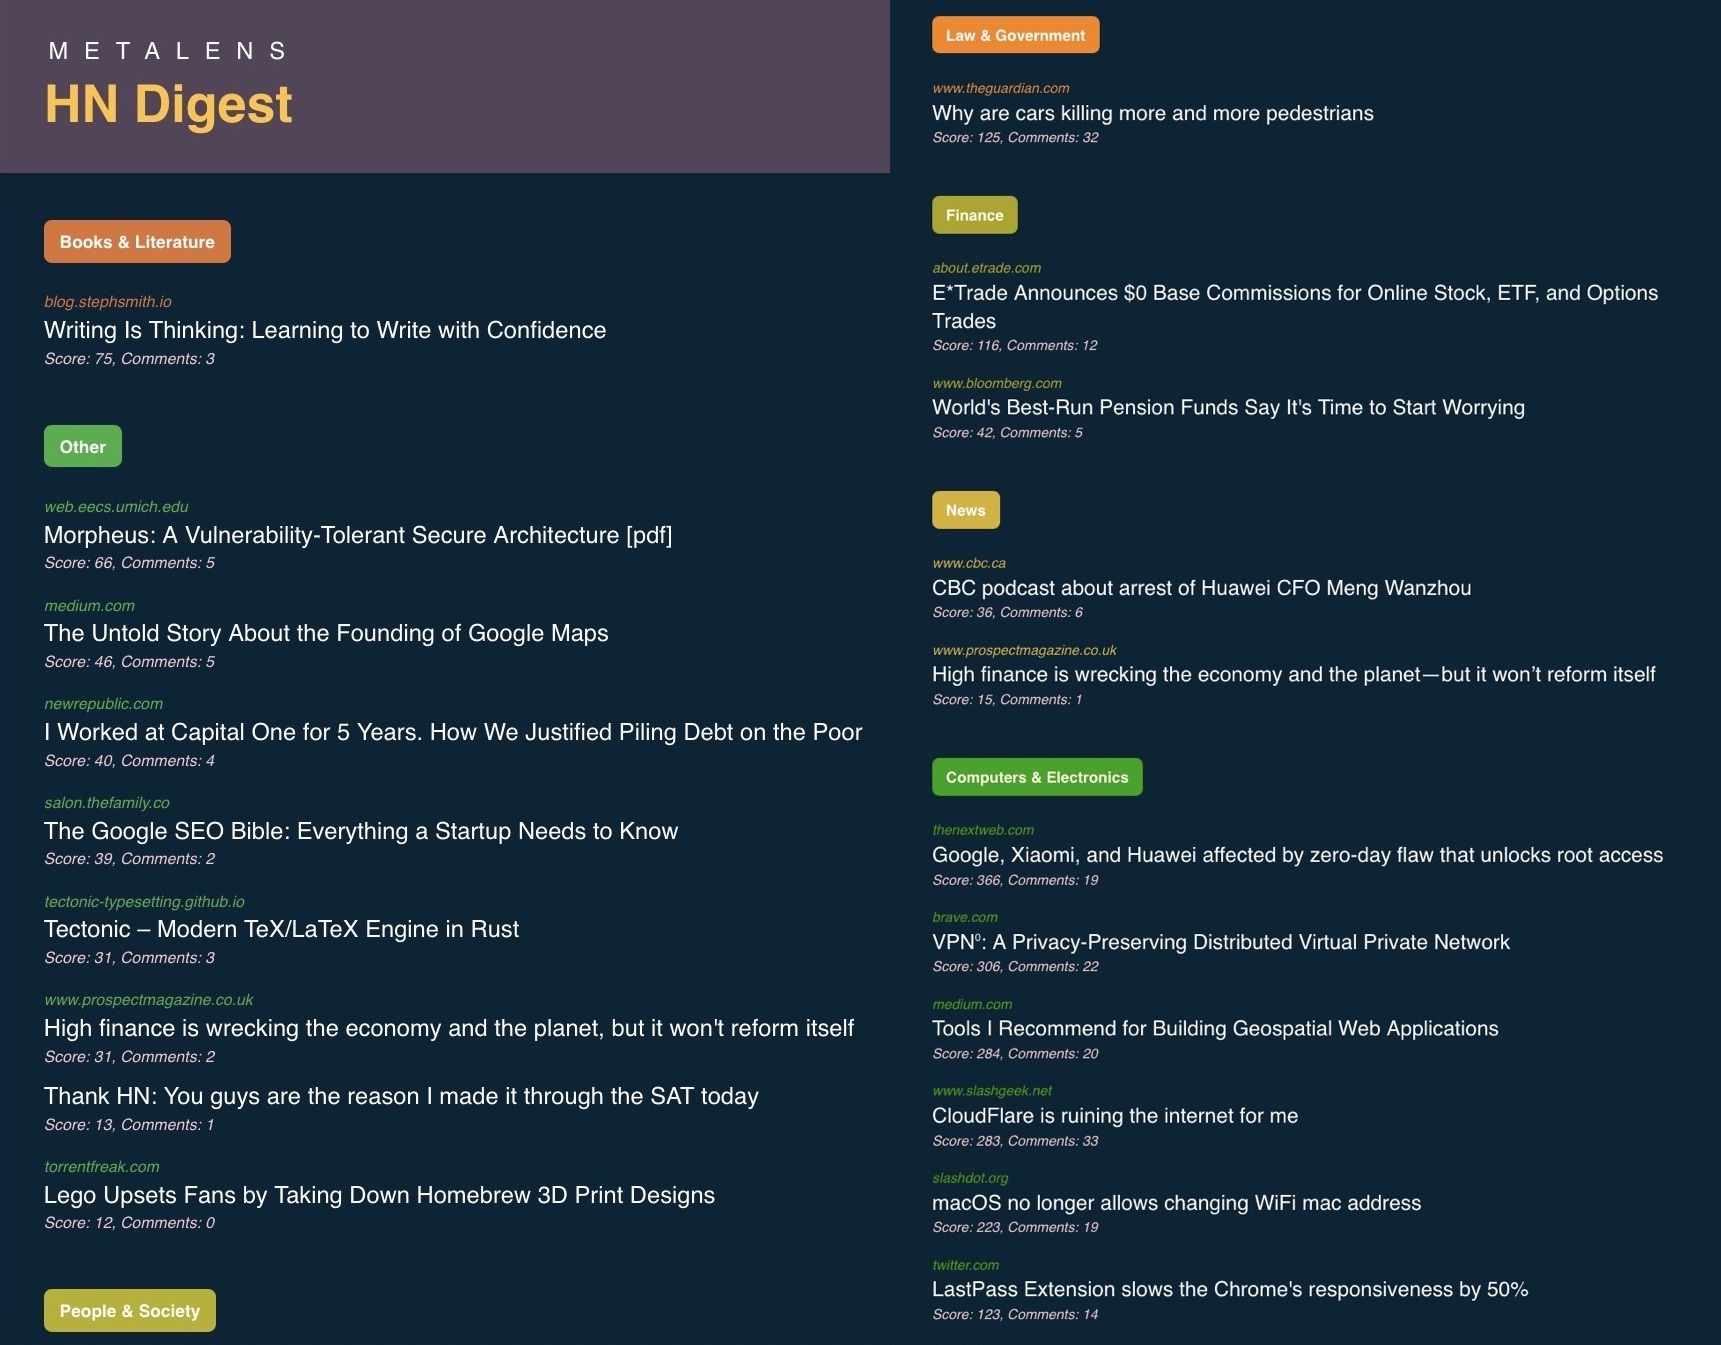 METALENS
HN Digest
Books & Literature
blog.stephsmith.io
Writing Is Thinking: Learning to Write with Confidence
Score: 75, Comments: 3
Other
web.eecs.umich.edu
Morpheus: A Vulnerability-Tolerant Secure Architecture [pdf]
Score: 66, Comments: 5
medium.com
The Untold Story About the Founding of Google Maps
Score: 46, Comments: 5
newrepublic.com
I Worked at Capital One for 5 Years. How We Justified Piling Debt on the Poor
Score: 40, Comments: 4
salon.thefamily.co
The Google SEO Bible: Everything a Startup Needs to Know
Score: 39, Comments: 2
tectonic-typesetting.github.io
Tectonic – Modern TeX/LaTeX Engine in Rust
Score: 31, Comments: 3
www.prospectmagazine.co.uk
High finance is wrecking the economy and the planet, but it won't reform itself
Score: 31, Comments: 2
Thank HN: You guys are the reason I made it through the SAT today
Score: 13, Comments: 1
torrentfreak.com
Lego Upsets Fans by Taking Down Homebrew 3D Print Designs
Score: 12, Comments: 0
People & Society
Law & Government
www.theguardian.com
Why are cars killing more and more pedestrians
Score: 125, Comments: 32
Finance
about.etrade.com
E*Trade Announces $0 Base Commissions for Online Stock, ETF, and Options
Trades
Score: 116, Comments: 12
www.bloomberg.com
World's Best-Run Pension Funds Say It's Time to Start Worrying
Score: 42, Comments: 5
News
www.cbc.ca
CBC podcast about arrest of Huawei CFO Meng Wanzhou
Score: 36, Comments: 6
www.prospectmagazine.co.uk
High finance is wrecking the economy and the planet—but it won’t reform itself
Score: 15, Comments: 1
Computers & Electronics
thenextweb.com
Google, Xiaomi, and Huawei affected by zero-day flaw that unlocks root access
Score: 366, Comments: 19
brave.com
VPN⁰: A Privacy-Preserving Distributed Virtual Private Network
Score: 306, Comments: 22
medium.com
Tools I Recommend for Building Geospatial Web Applications
Score: 284, Comments: 20
www.slashgeek.net
CloudFlare is ruining the internet for me
Score: 283, Comments: 33
slashdot.org
macOS no longer allows changing WiFi mac address
Score: 223, Comments: 19
twitter.com
LastPass Extension slows the Chrome's responsiveness by 50%
Score: 123, Comments: 14